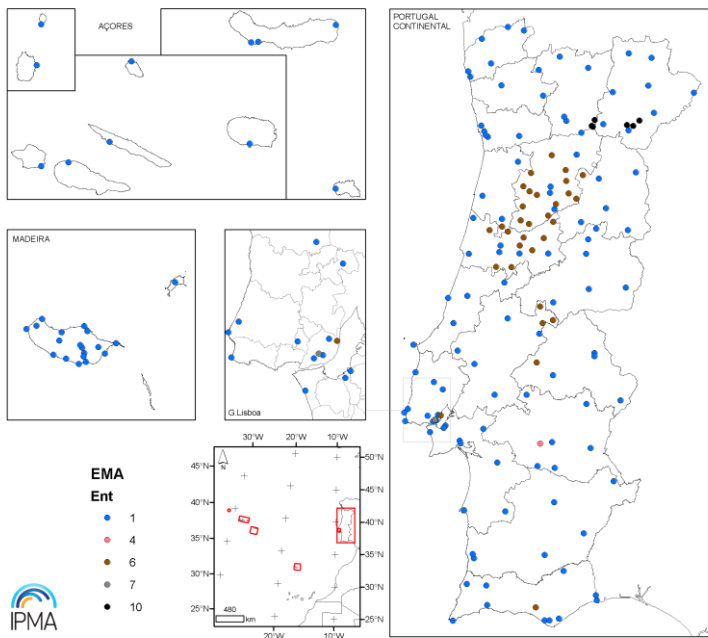 AÇORES
PORTUGAL
CONTINENTAL
MADEIRA
G.Lisboa
30°W 20°W 10°W
N
45°N
40°N
35°N
30°N
25°N
50°N
45°N
40°N
35°N
30°N
25°N
480
km
20°W 10°W
EMA
Ent
1
4
6
7
10
IPMA